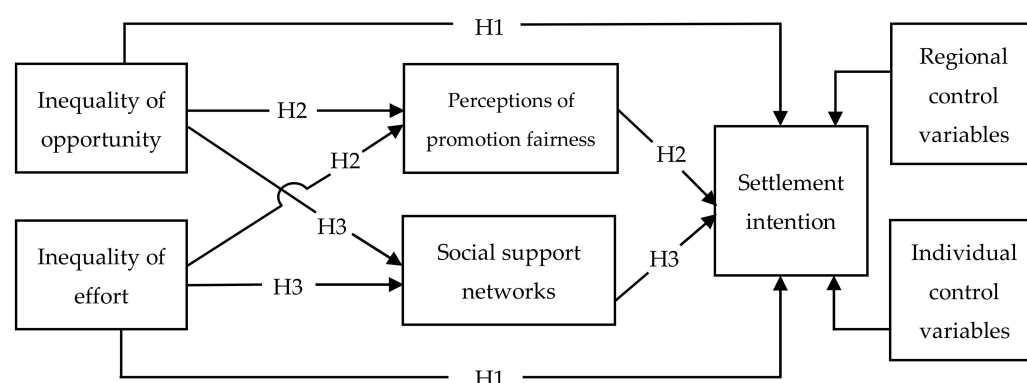 H1
Inequality of
opportunity
H2
Perceptions of
promotion fairness
Regional
control
variables
H2
H2
Settlement
intention
H3
Inequality of
effort
H3
Social support
networks
H3
Individual
control
variables
H1